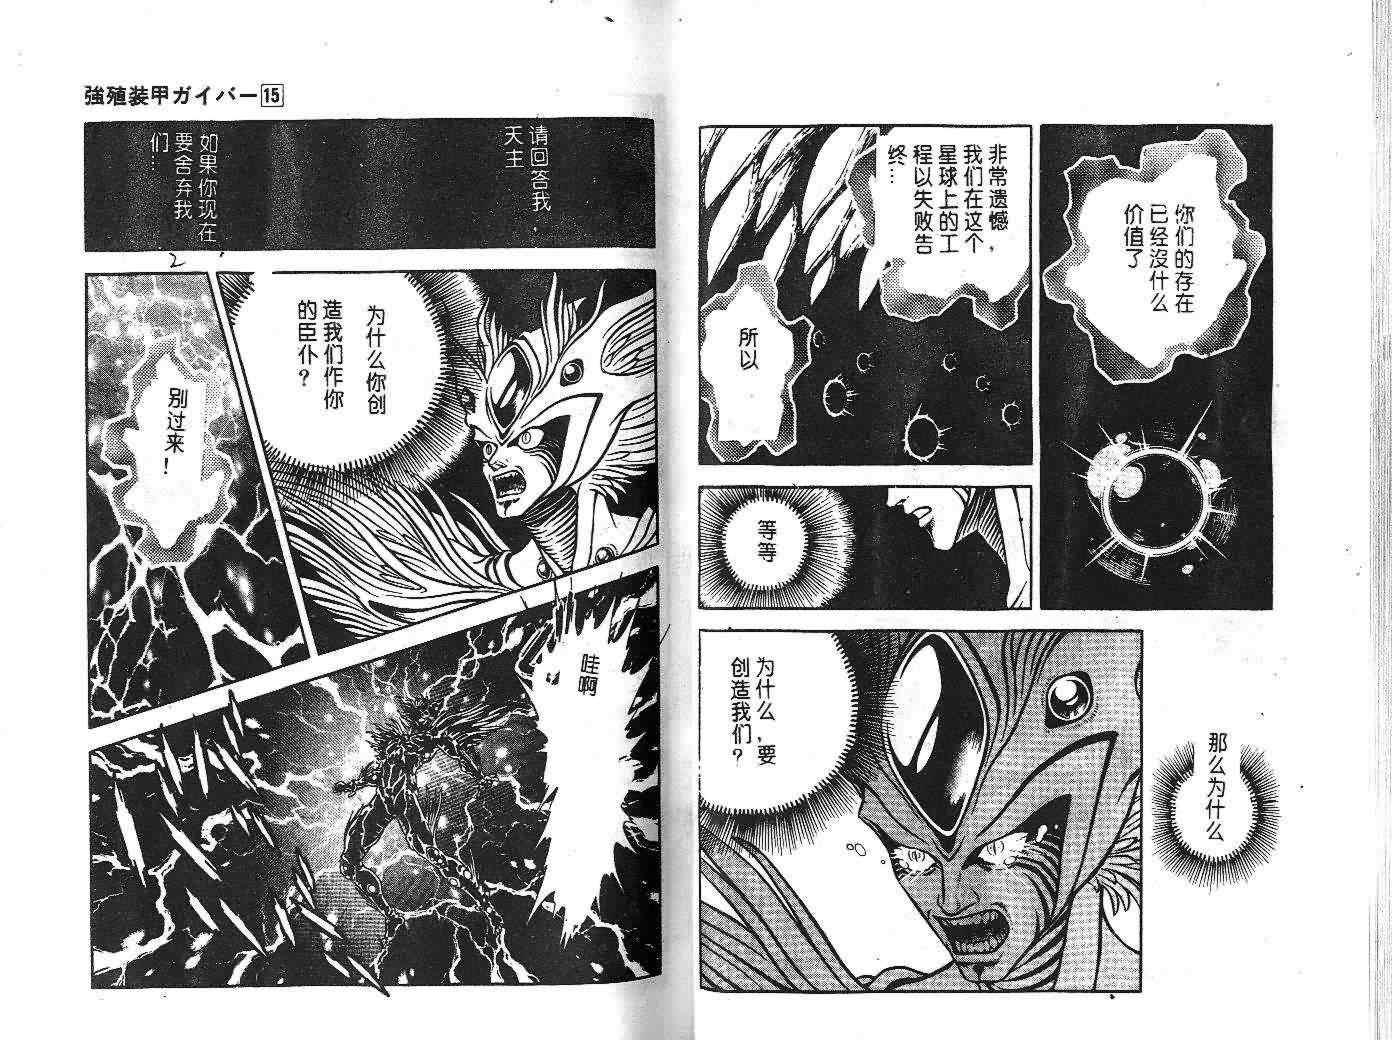 你们的存在
已经沒什么
价值了
非常遗憾，
我们在这个
星球上的工
程以失败告
终…
所以
等等
那么为什么
为什么，要
创造我们？
強殖装甲ガイバー15
请回答我，
天主
如果你现在
要舍弃我
们…
为什么你创
造我们作你
的臣仆？
别过来！
哇啊